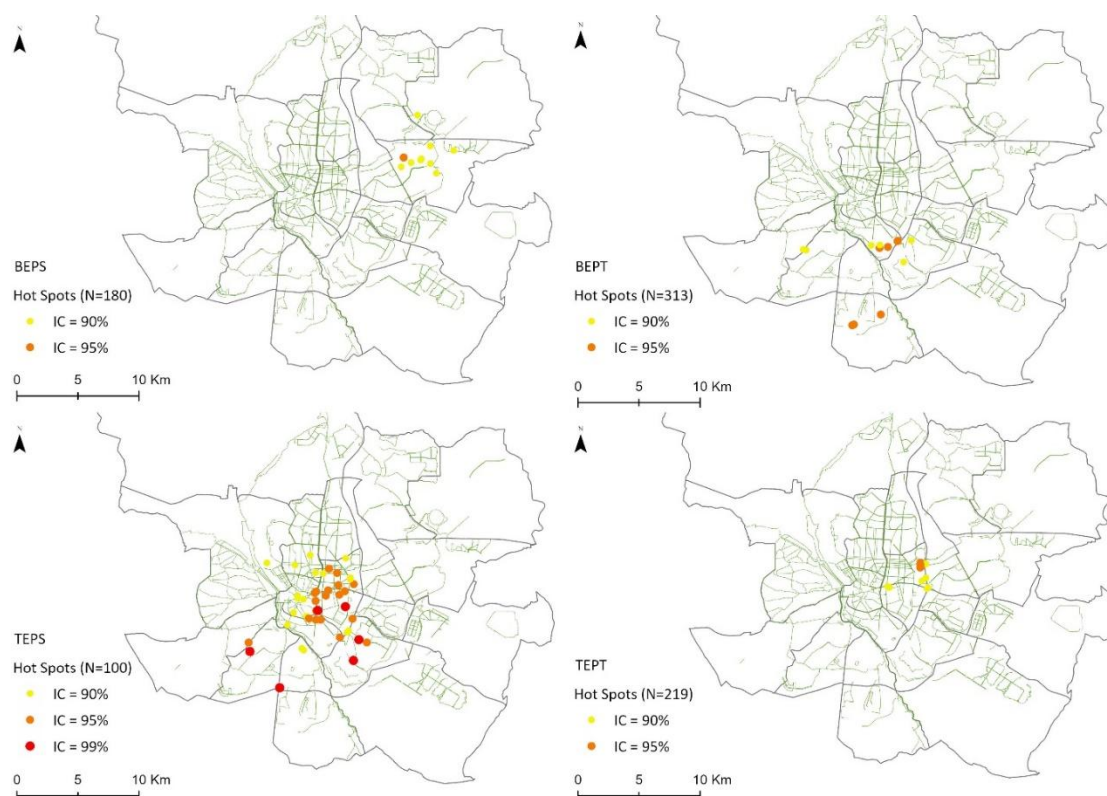 N
BEPS
Hot Spots (N=180)
IC = 90%
IC = 95%
0 5 10 Km
N
BEPT
Hot Spots (N=313)
IC = 90%
IC = 95%
0 5 10 Km
N
TEPS
Hot Spots (N=100)
IC = 90%
IC = 95%
IC = 99%
0 5 10 Km
N
TEPT
Hot Spots (N=219)
IC = 90%
IC = 95%
0 5 10 Km